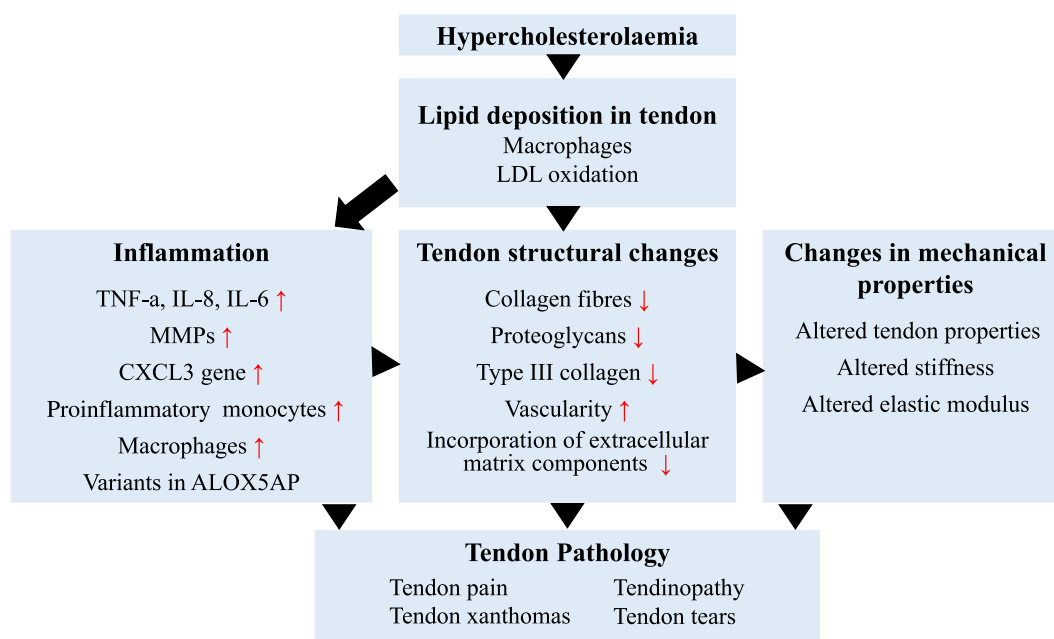 Hypercholesterolaemia
Lipid deposition in tendon
Macrophages
LDL oxidation
Inflammation
TNF-a, IL-8, IL-6 ↑
MMPs ↑
CXCL3 gene ↑
Proinflammatory monocytes ↑
Macrophages ↑
Variants in ALOX5AP
Tendon structural changes
Collagen fibres ↓
Proteoglycans ↓
Type III collagen ↓
Vascularity ↑
Incorporation of extracellular
matrix components ↓
Changes in mechanical
properties
Altered tendon properties
Altered stiffness
Altered elastic modulus
Tendon Pathology
Tendon pain
Tendon xanthomas
Tendinopathy
Tendon tears